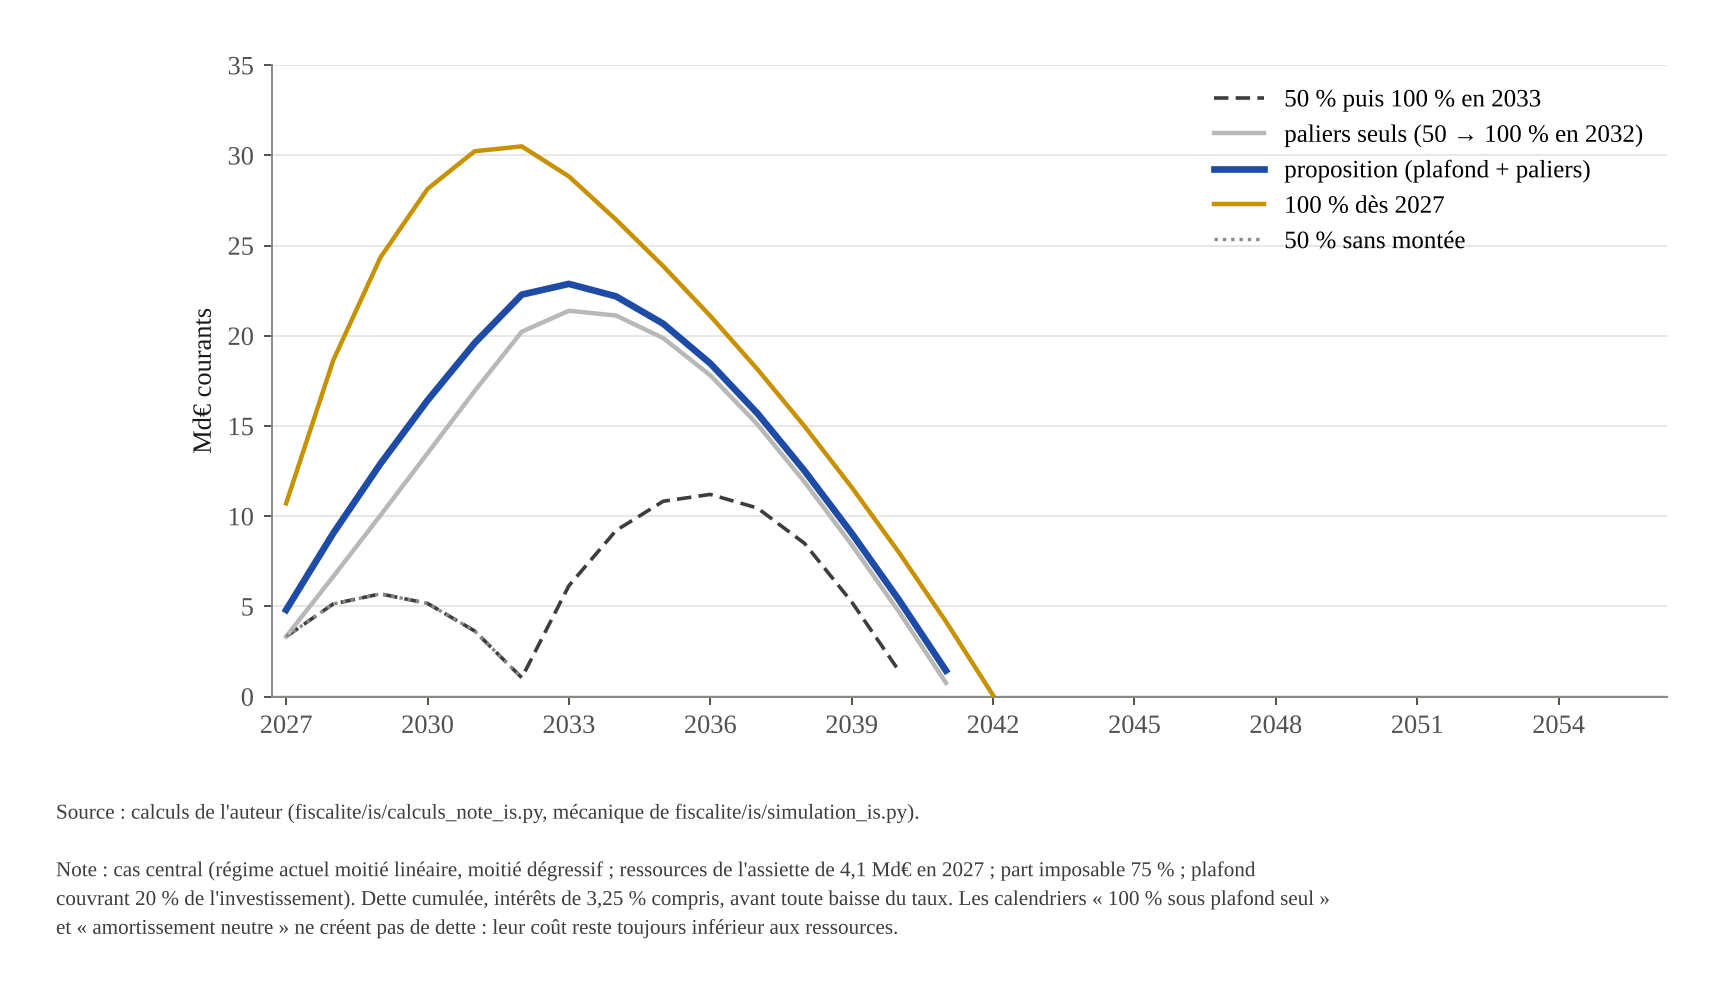 35
30
25
20
15
10
5
0
Md€ courants
50 % puis 100 % en 2033
paliers seuls (50 → 100 % en 2032)
proposition (plafond + paliers)
100 % dès 2027
50 % sans montée
2027 2030 2033 2036 2039 2042 2045 2048 2051 2054
Source : calculs de l'auteur (fiscalite/is/calculs_note_is.py, mécanique de fiscalite/is/simulation_is.py).
Note : cas central (régime actuel moitié linéaire, moitié dégressif ; ressources de l'assiette de 4,1 Md€ en 2027 ; part imposable 75 % ; plafond
couvrant 20 % de l'investissement). Dette cumulée, intérêts de 3,25 % compris, avant toute baisse du taux. Les calendriers « 100 % sous plafond seul »
et « amortissement neutre » ne créent pas de dette : leur coût reste toujours inférieur aux ressources.